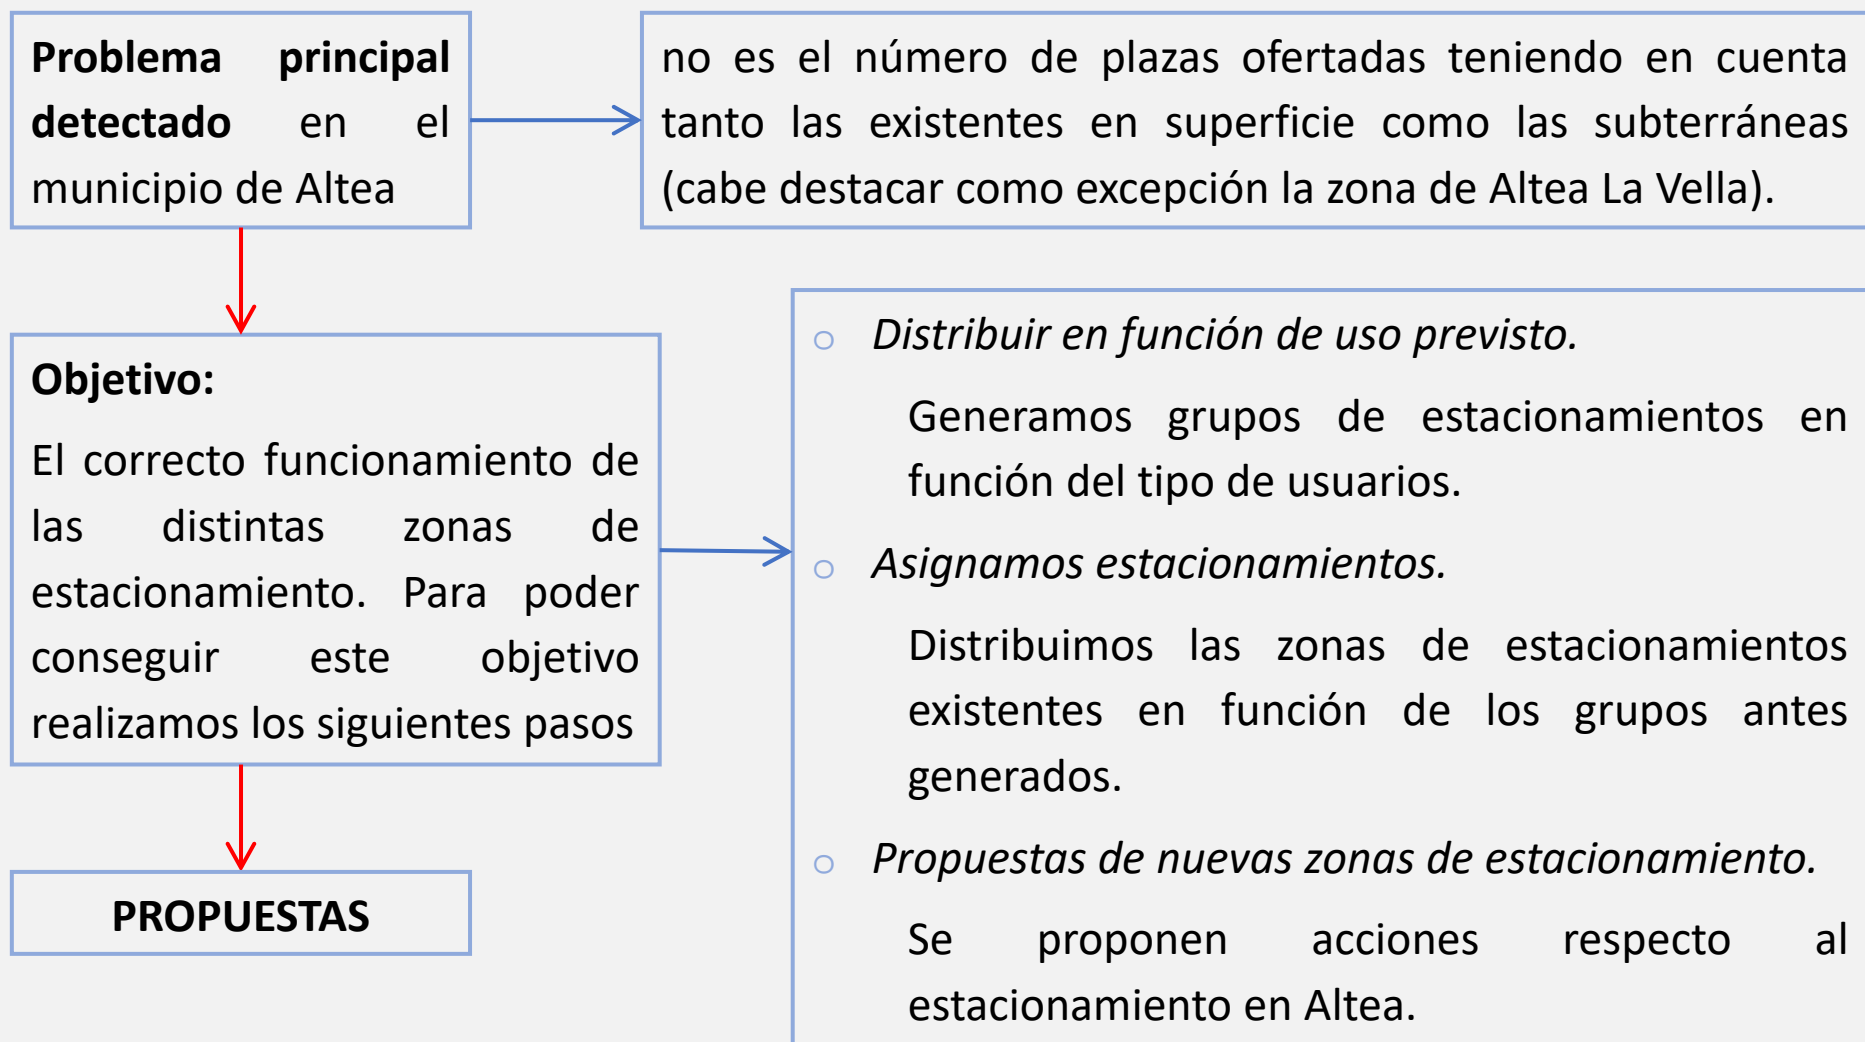 Problema principal
detectado en el
municipio de Altea
no es el número de plazas ofertadas teniendo en cuenta
tanto las existentes en superficie como las subterráneas
(cabe destacar como excepción la zona de Altea La Vella).
Objetivo:
El correcto funcionamiento de
las distintas zonas de
estacionamiento. Para poder
conseguir este objetivo
realizamos los siguientes pasos
Distribuir en función de uso previsto.
Generamos grupos de estacionamientos en
función del tipo de usuarios.
Asignamos estacionamientos.
Distribuimos las zonas de estacionamientos
existentes en función de los grupos antes
generados.
Propuestas de nuevas zonas de estacionamiento.
Se proponen acciones respecto al
estacionamiento en Altea.
PROPUESTAS